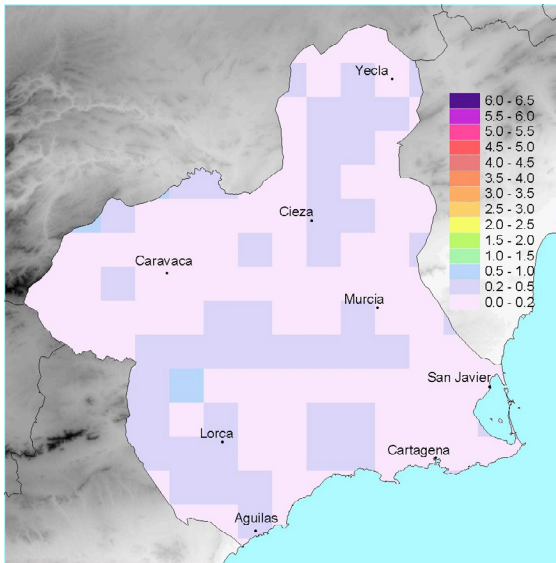 Yecla
6.0 - 6.5
5.5 - 6.0
5.0 - 5.5
4.5 - 5.0
4.0 - 4.5
3.5 - 4.0
3.0 - 3.5
2.5 - 3.0
2.0 - 2.5
1.5 - 2.0
1.0 - 1.5
0.5 - 1.0
0.2 - 0.5
0.0 - 0.2
Cieza
Caravaca
Murcia
San Javier
Lorca
Cartagena
Aguilas